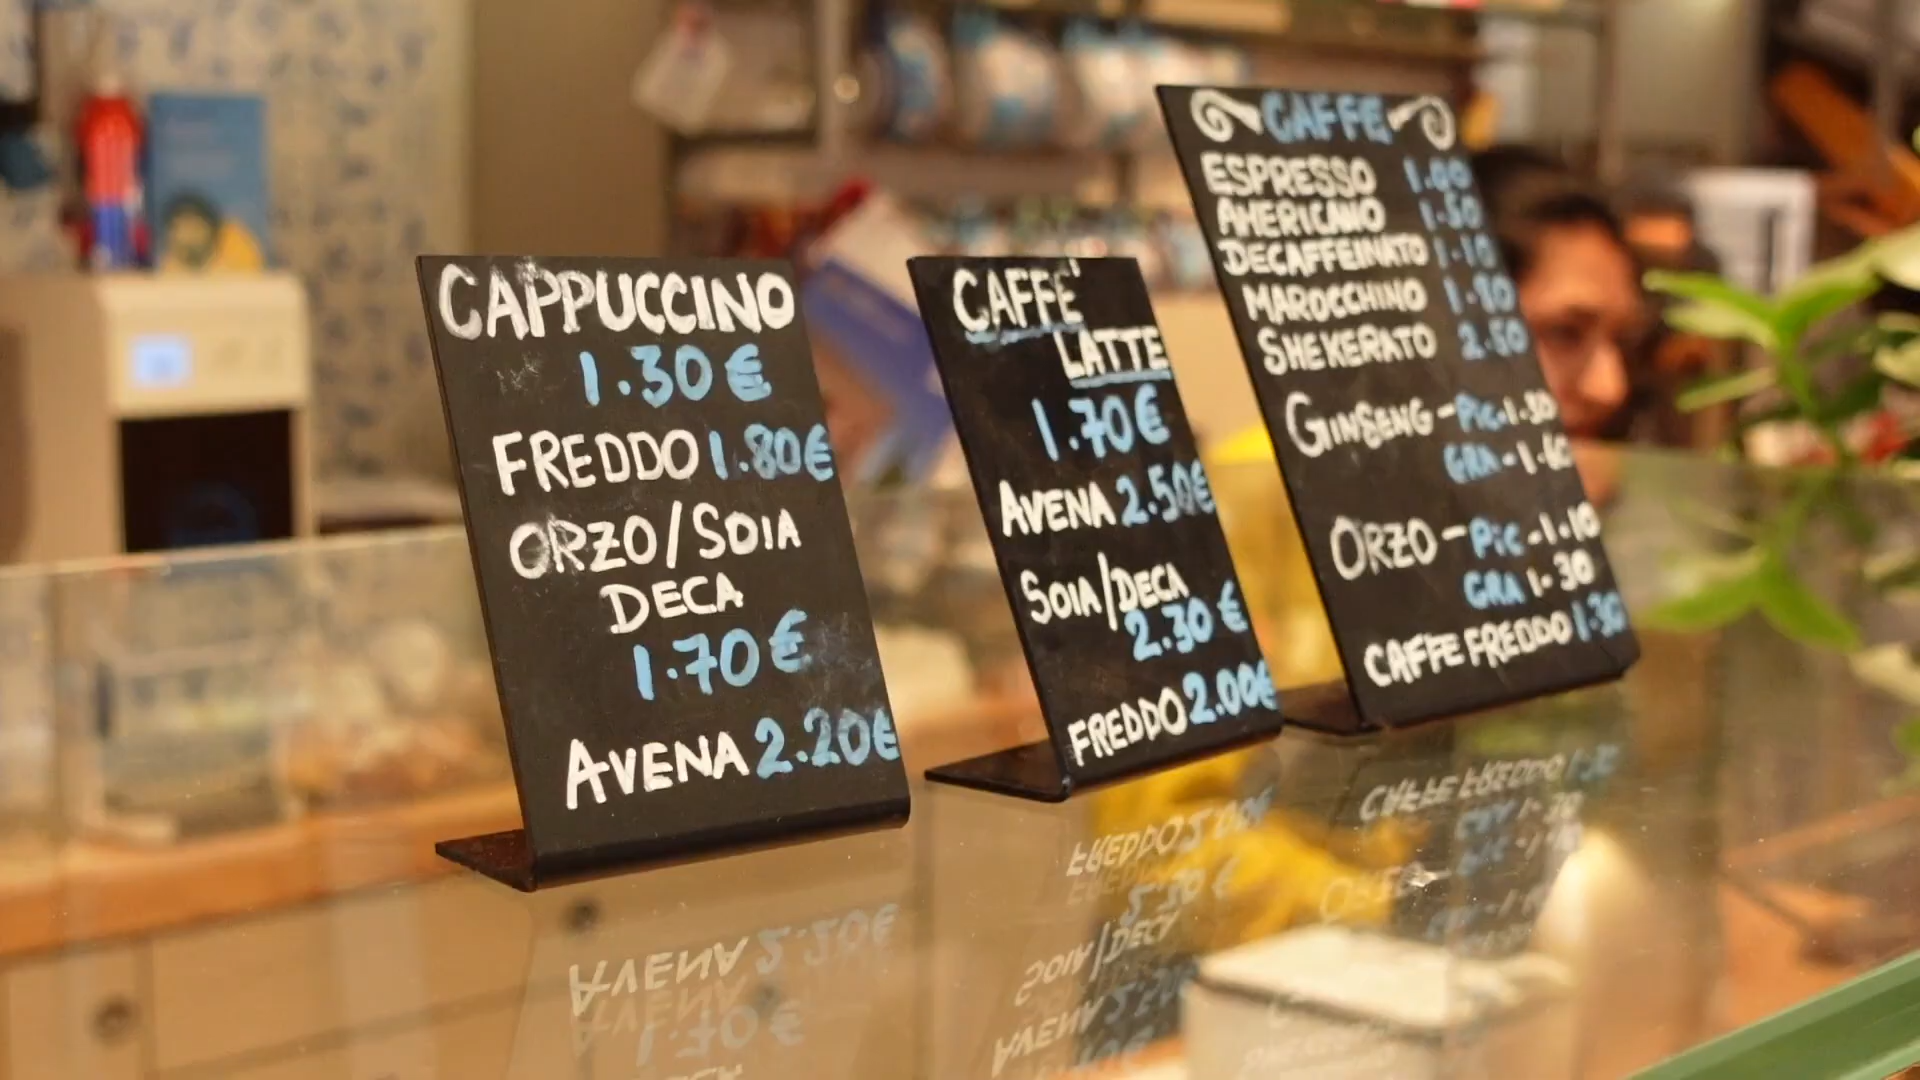 CAPPUCCINO
1.30€
FREDDO 1.80€
ORZO/SOIA
DECA
1.70€
AVENA 2.20€
CAFFE'
LATTE
1.70€
AVENA 2.50€
SOIA/DECA
2.30€
FREDDO 2.00€
CAFFE
ESPRESSO 1.00
AMERICANO 1.50
DECAFFEINATO 1.10
MAROCCHINO 1.80
SHEKERATO 2.50
GINSENG - Pic - 1.30
GRA - 1.60
ORZO - Pic - 1.10
GRA 1.30
CAFFE FREDDO 1.30